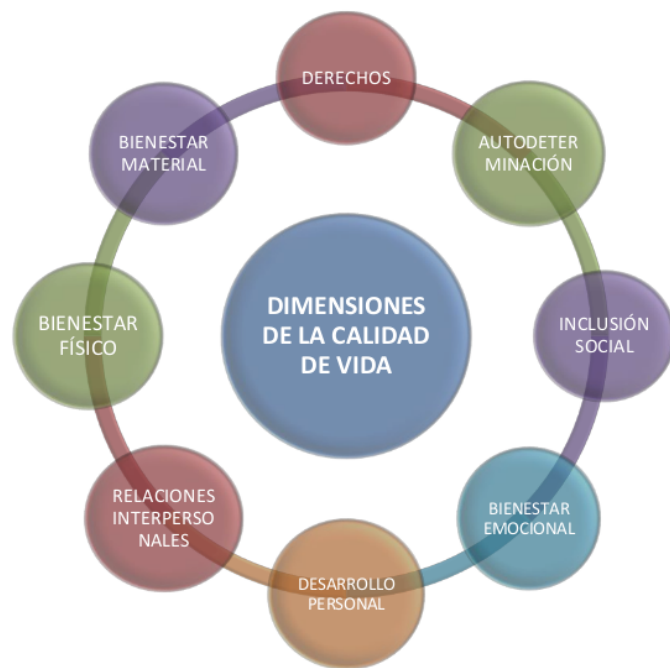 DERECHOS
AUTODETER
MINACIÓN
INCLUSIÓN
SOCIAL
BIENESTAR
EMOCIONAL
DESARROLLO
PERSONAL
RELACIONES
INTERPERSO
NALES
BIENESTAR
FÍSICO
BIENESTAR
MATERIAL
DIMENSIONES
DE LA CALIDAD
DE VIDA